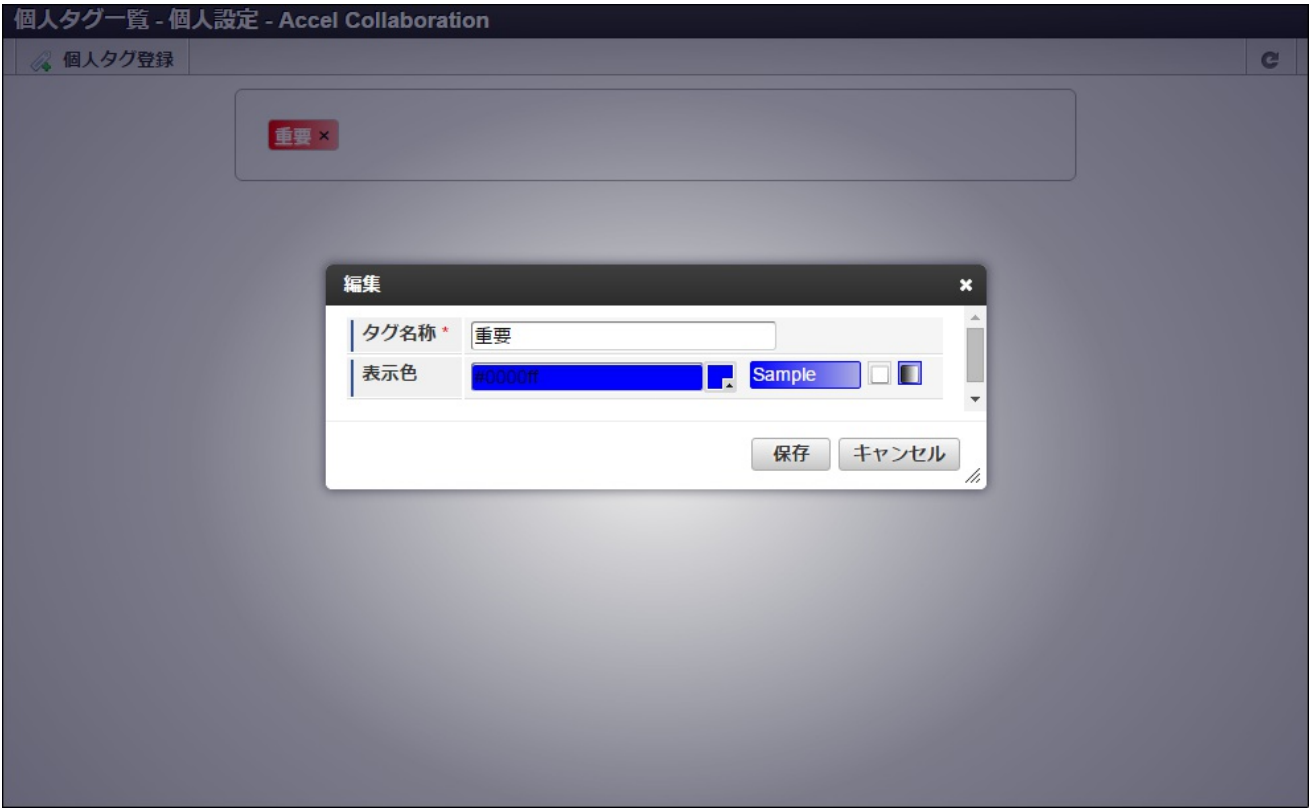 個人タグ一覧 - 個人設定 - Accel Collaboration
個人タグ登録
重要 ×
編集
タグ名称 *
重要
表示色
#0000ff
Sample
保存
キャンセル